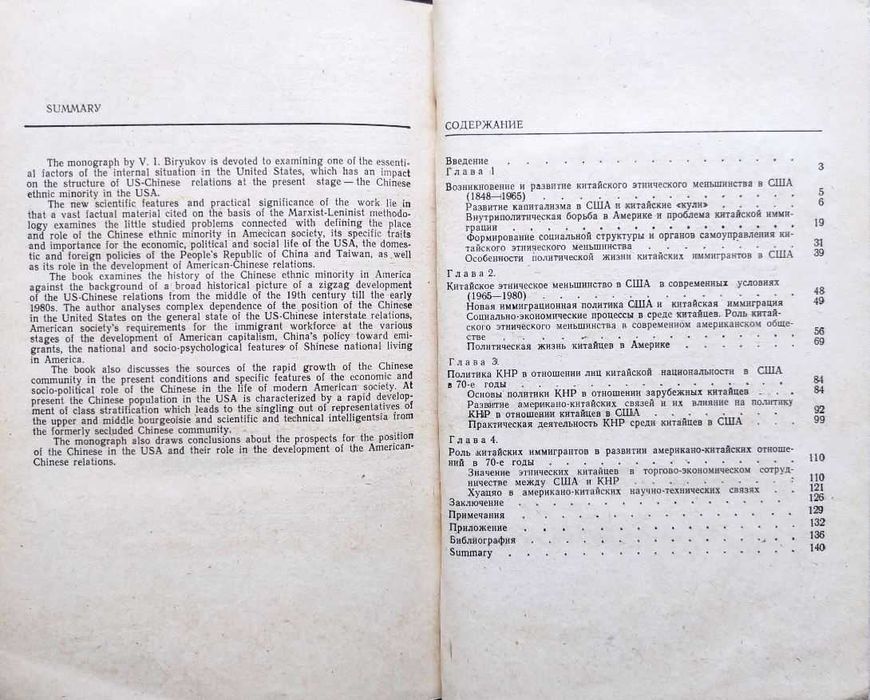 SUMMARY
The monograph by V. I. Biryukov is devoted to examining one of the essenti-
al factors of the internal situation in the United States, which has an impact
on the structure of US-Chinese relations at the present stage — the Chinese
ethnic minority in the USA.
The new scientific features and practical significance of the work lie in
that a vast factual material cited on the basis of the Marxist-Leninist methodo-
logy examines the little studied problems connected with defining the place
and role of the Chinese ethnic minority in American society, its specific traits
and importance for the economic, political and social life of the USA, the domes-
tic and foreign policies of the People's Republic of China and Taiwan, as well
as its role in the development of American-Chinese relations.
The book examines the history of the Chinese ethnic minority in America
against the background of a broad historical picture of a zigzag development
of the US-Chinese relations from the middle of the 19th century till the early
1980s. The author analyses complex dependence of the position of the Chinese
in the United States on the general state of the US-Chinese interstate relations,
American society's requirements for the immigrant workforce at the various
stages of the development of American capitalism, China's policy toward emi-
grants, the national and socio-psychological features of Shinese national living
in America.
The book also discusses the sources of the rapid growth of the Chinese
community in the present conditions and specific features of the economic and
socio-political role of the Chinese in the life of modern American society. At
present the Chinese population in the USA is characterized by a rapid develop-
ment of class stratification which leads to the singling out of representatives of
the upper and middle bourgeoisie and scientific and technical intelligentsia from
the formerly secluded Chinese community.
The monograph also draws conclusions about the prospects for the position
of the Chinese in the USA and their role in the development of the American-
Chinese relations.
СОДЕРЖАНИЕ
Введение . . . . . . . . . . . . . . . . 3
Глава 1
Возникновение и развитие китайского этнического меньшинства в США
(1848—1965) . . . . . . . . . . . . . . 5
Развитие капитализма в США и китайские «кули» . . . . . 6
Внутриполитическая борьба в Америке и проблема китайской имми-
грации . . . . . . . . . . . . . . . 19
Формирование социальной структуры и органов самоуправления ки-
тайского этнического меньшинства . . . . . . . . 31
Особенности политической жизни китайских иммигрантов в США 39
Глава 2.
Китайское этническое меньшинство в США в современных условиях
(1965—1980) . . . . . . . . . . . . . . 48
Новая иммиграционная политика США и китайская иммиграция 49
Социально-экономические процессы в среде китайцев. Роль китай-
ского этнического меньшинства в современном американском обще-
стве . . . . . . . . . . . . . . . . 56
Политическая жизнь китайцев в Америке . . . . . . . 69
Глава 3.
Политика КНР в отношении лиц китайской национальности в США
в 70-е годы . . . . . . . . . . . . . . 84
Основы политики КНР в отношении зарубежных китайцев . . . 84
Развитие американо-китайских связей и их влияние на политику
КНР в отношении китайцев в США . . . . . . . . 92
Практическая деятельность КНР среди китайцев в США . . . 99
Глава 4.
Роль китайских иммигрантов в развитии американо-китайских отноше-
ний в 70-е годы . . . . . . . . . . . . . 110
Значение этнических китайцев в торгово-экономическом сотруд-
ничестве между США и КНР . . . . . . . . . 110
Хуацяо в американо-китайских научно-технических связях . . 121
Заключение . . . . . . . . . . . . . . . 126
Примечания . . . . . . . . . . . . . . . 129
Приложение . . . . . . . . . . . . . . . 132
Библиография . . . . . . . . . . . . . . 136
Summary . . . . . . . . . . . . . . . . 140